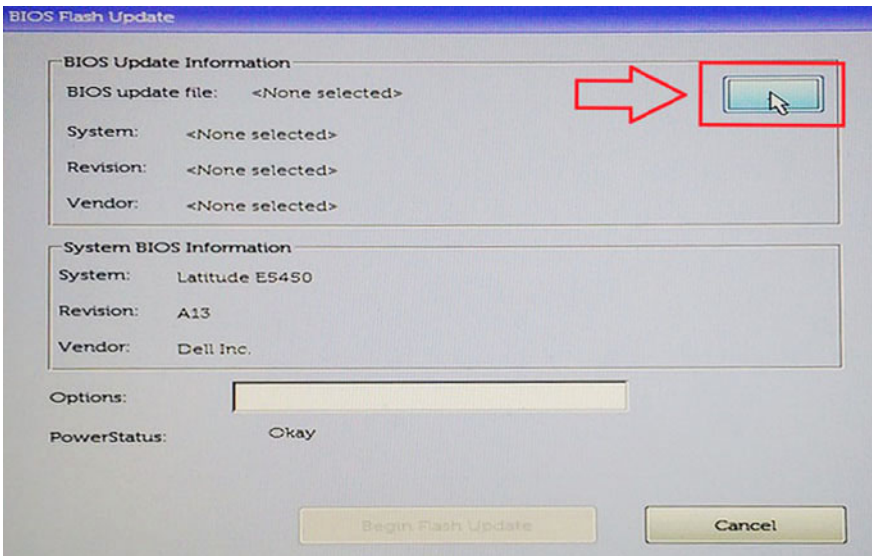 BIOS Flash Update
BIOS Update Information
BIOS update file: <None selected>
System: <None selected>
Revision: <None selected>
Vendor: <None selected>
System BIOS Information
System: Latitude E5450
Revision: A13
Vendor: Dell Inc.
Options:
PowerStatus: Okay
Begin Flash Update Cancel